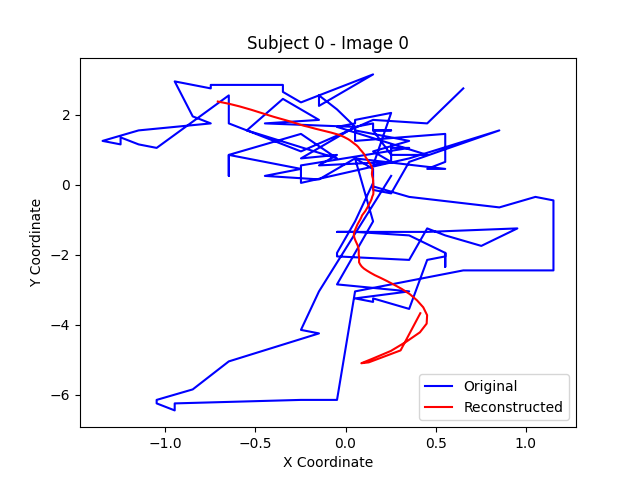 Subject 0 - Image 0
Y Coordinate
2
0
−2
−4
−6
−1.0 −0.5 0.0 0.5 1.0
X Coordinate
Original
Reconstructed